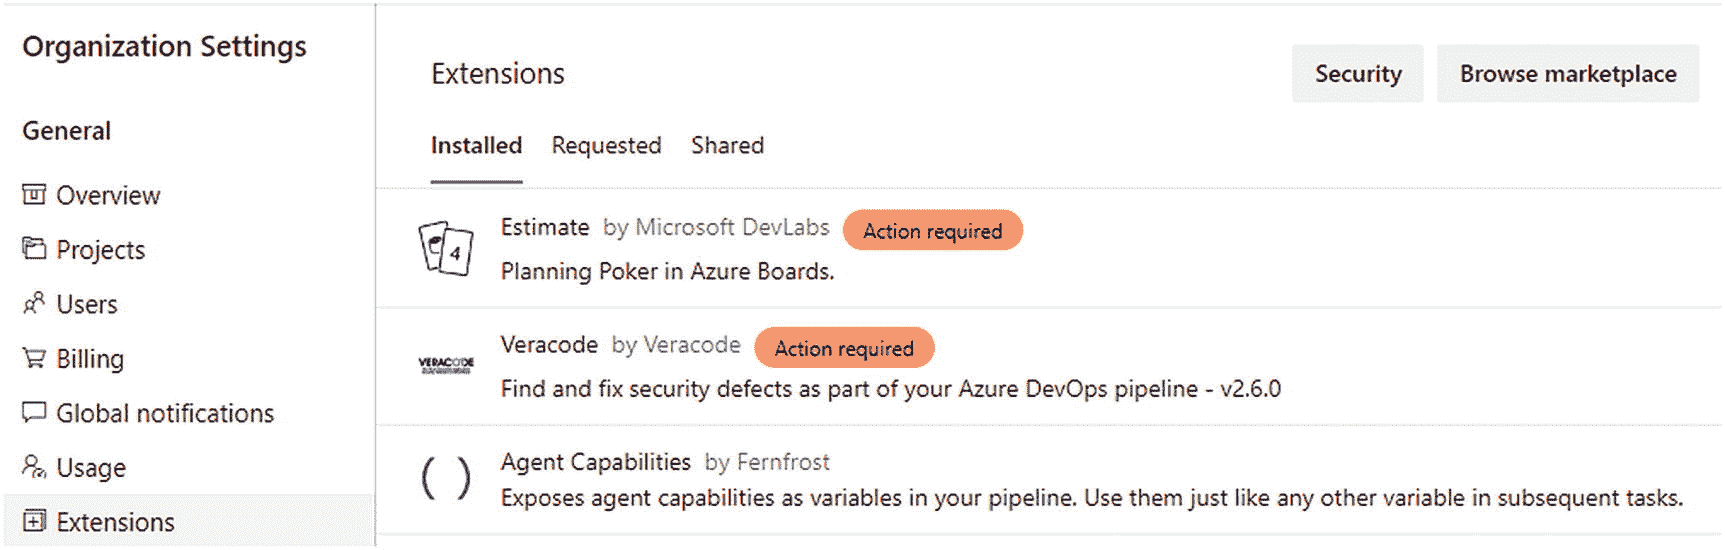 Organization Settings
General
Overview
Projects
Users
Billing
Global notifications
Usage
Extensions
Extensions
Security
Browse marketplace
Installed Requested Shared
4
Estimate by Microsoft DevLabs Action required
Planning Poker in Azure Boards.
VERACODE
Veracode by Veracode Action required
Find and fix security defects as part of your Azure DevOps pipeline - v2.6.0
( )
Agent Capabilities by Fernfrost
Exposes agent capabilities as variables in your pipeline. Use them just like any other variable in subsequent tasks.